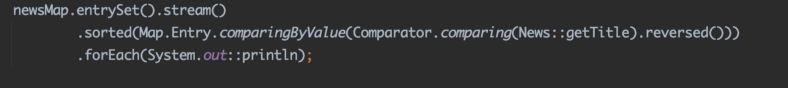 newsMap.entrySet().stream()
.sorted(Map.Entry.comparingByValue(Comparator.comparing(News::getTitle).reversed()))
.forEach(System.out::println);